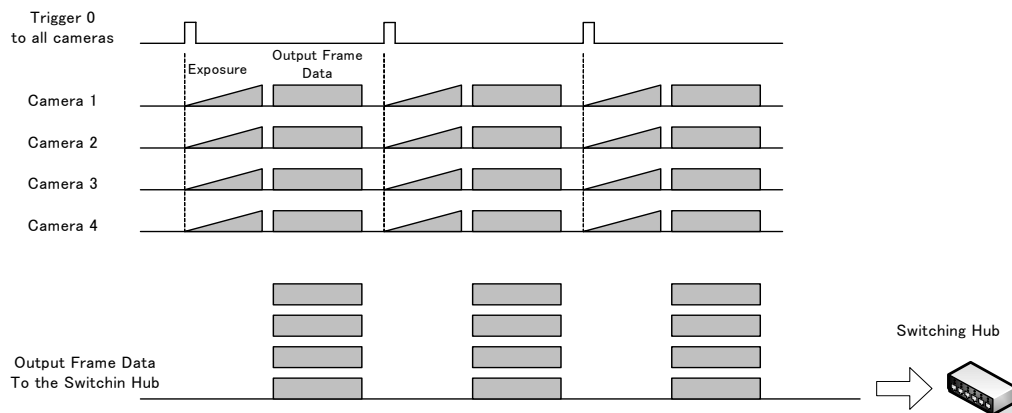 Trigger 0
to all cameras
Exposure
Output Frame
Data
Camera 1
Camera 2
Camera 3
Camera 4
Switching Hub
Output Frame Data
To the Switchin Hub